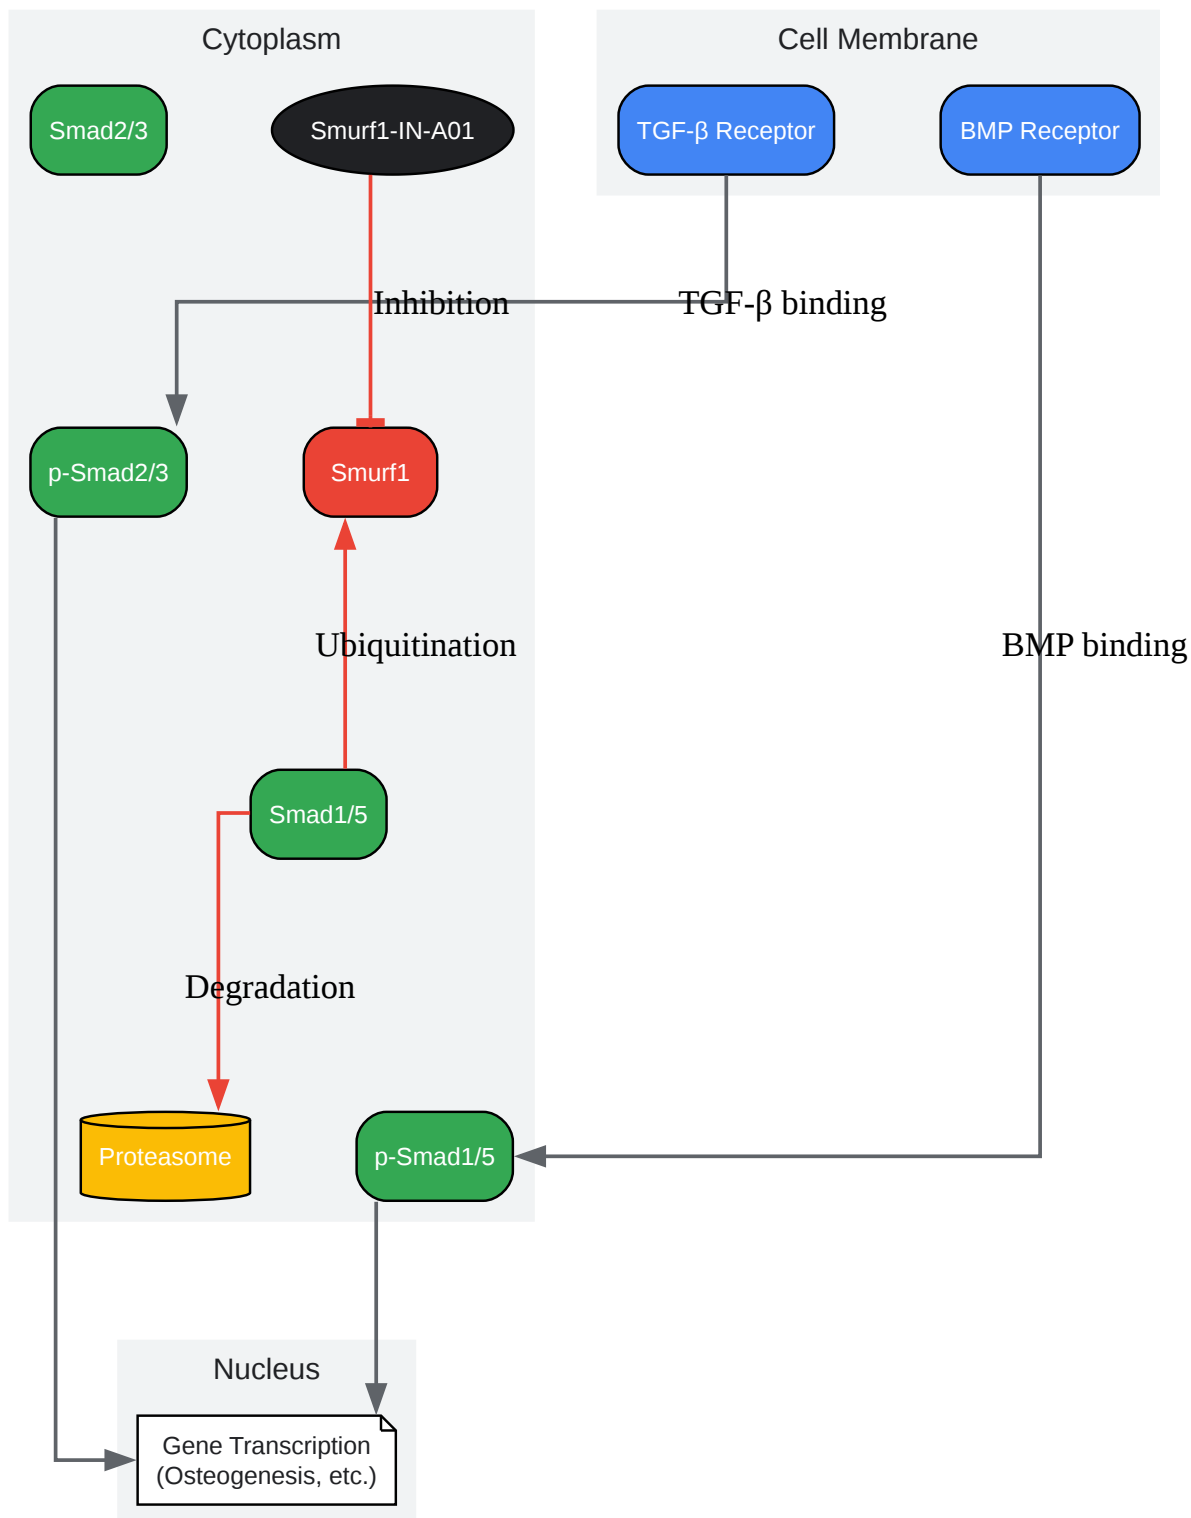 Cytoplasm
Cell Membrane
Smad2/3
Smurf1-IN-A01
TGF-β Receptor
BMP Receptor
Inhibition
TGF-β binding
p-Smad2/3
Smurf1
Ubiquitination
BMP binding
Smad1/5
Degradation
Proteasome
p-Smad1/5
Nucleus
Gene Transcription
(Osteogenesis, etc.)